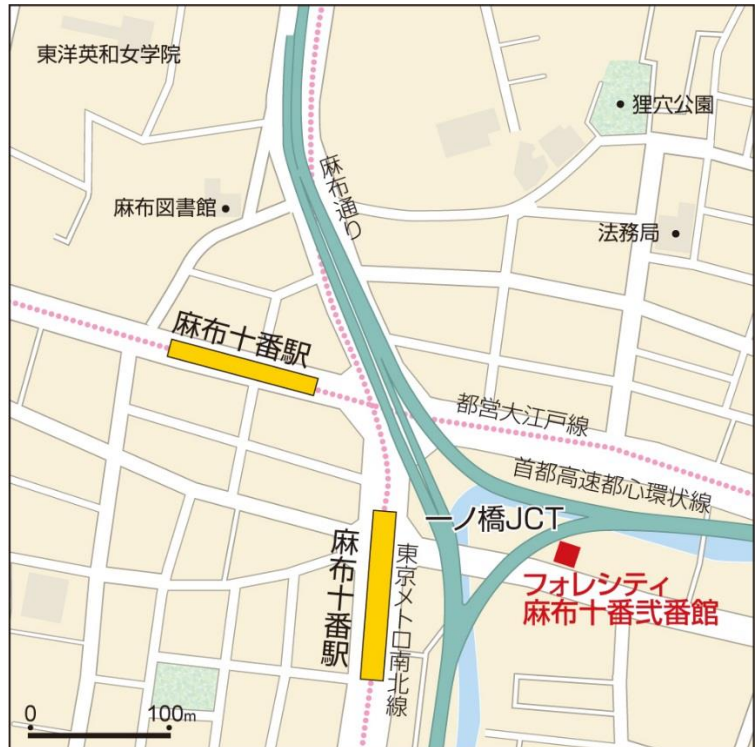 東洋英和女学院
狸穴公園
麻布通り
麻布図書館
法務局
麻布十番駅
都営大江戸線
首都高速都心環状線
一ノ橋JCT
麻布十番駅
東京メトロ南北線
フォレシティ
麻布十番弐番館
0
100m